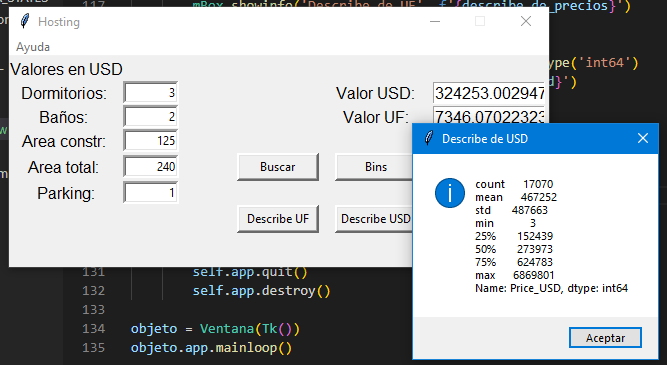 A_STATES
117 mBox.showinfo('Describe de UF', f'{describe_precios}')
Hosting
Ayuda
Valores en USD
Dormitorios: 3
Baños: 2
Area constr: 125
Area total: 240
Parking: 1
Valor USD: 324253.002947
Valor UF: 7346.07022323
Buscar
Bins
Describe UF
Describe USD
ype('int64')
d}')
Describe de USD
count 17070
mean 467252
std 487663
min 3
25% 152439
50% 273973
75% 624783
max 6869801
Name: Price_USD, dtype: int64
Aceptar
131 self.app.quit()
132 self.app.destroy()
133
134 objeto = Ventana(Tk())
135 objeto.app.mainloop()